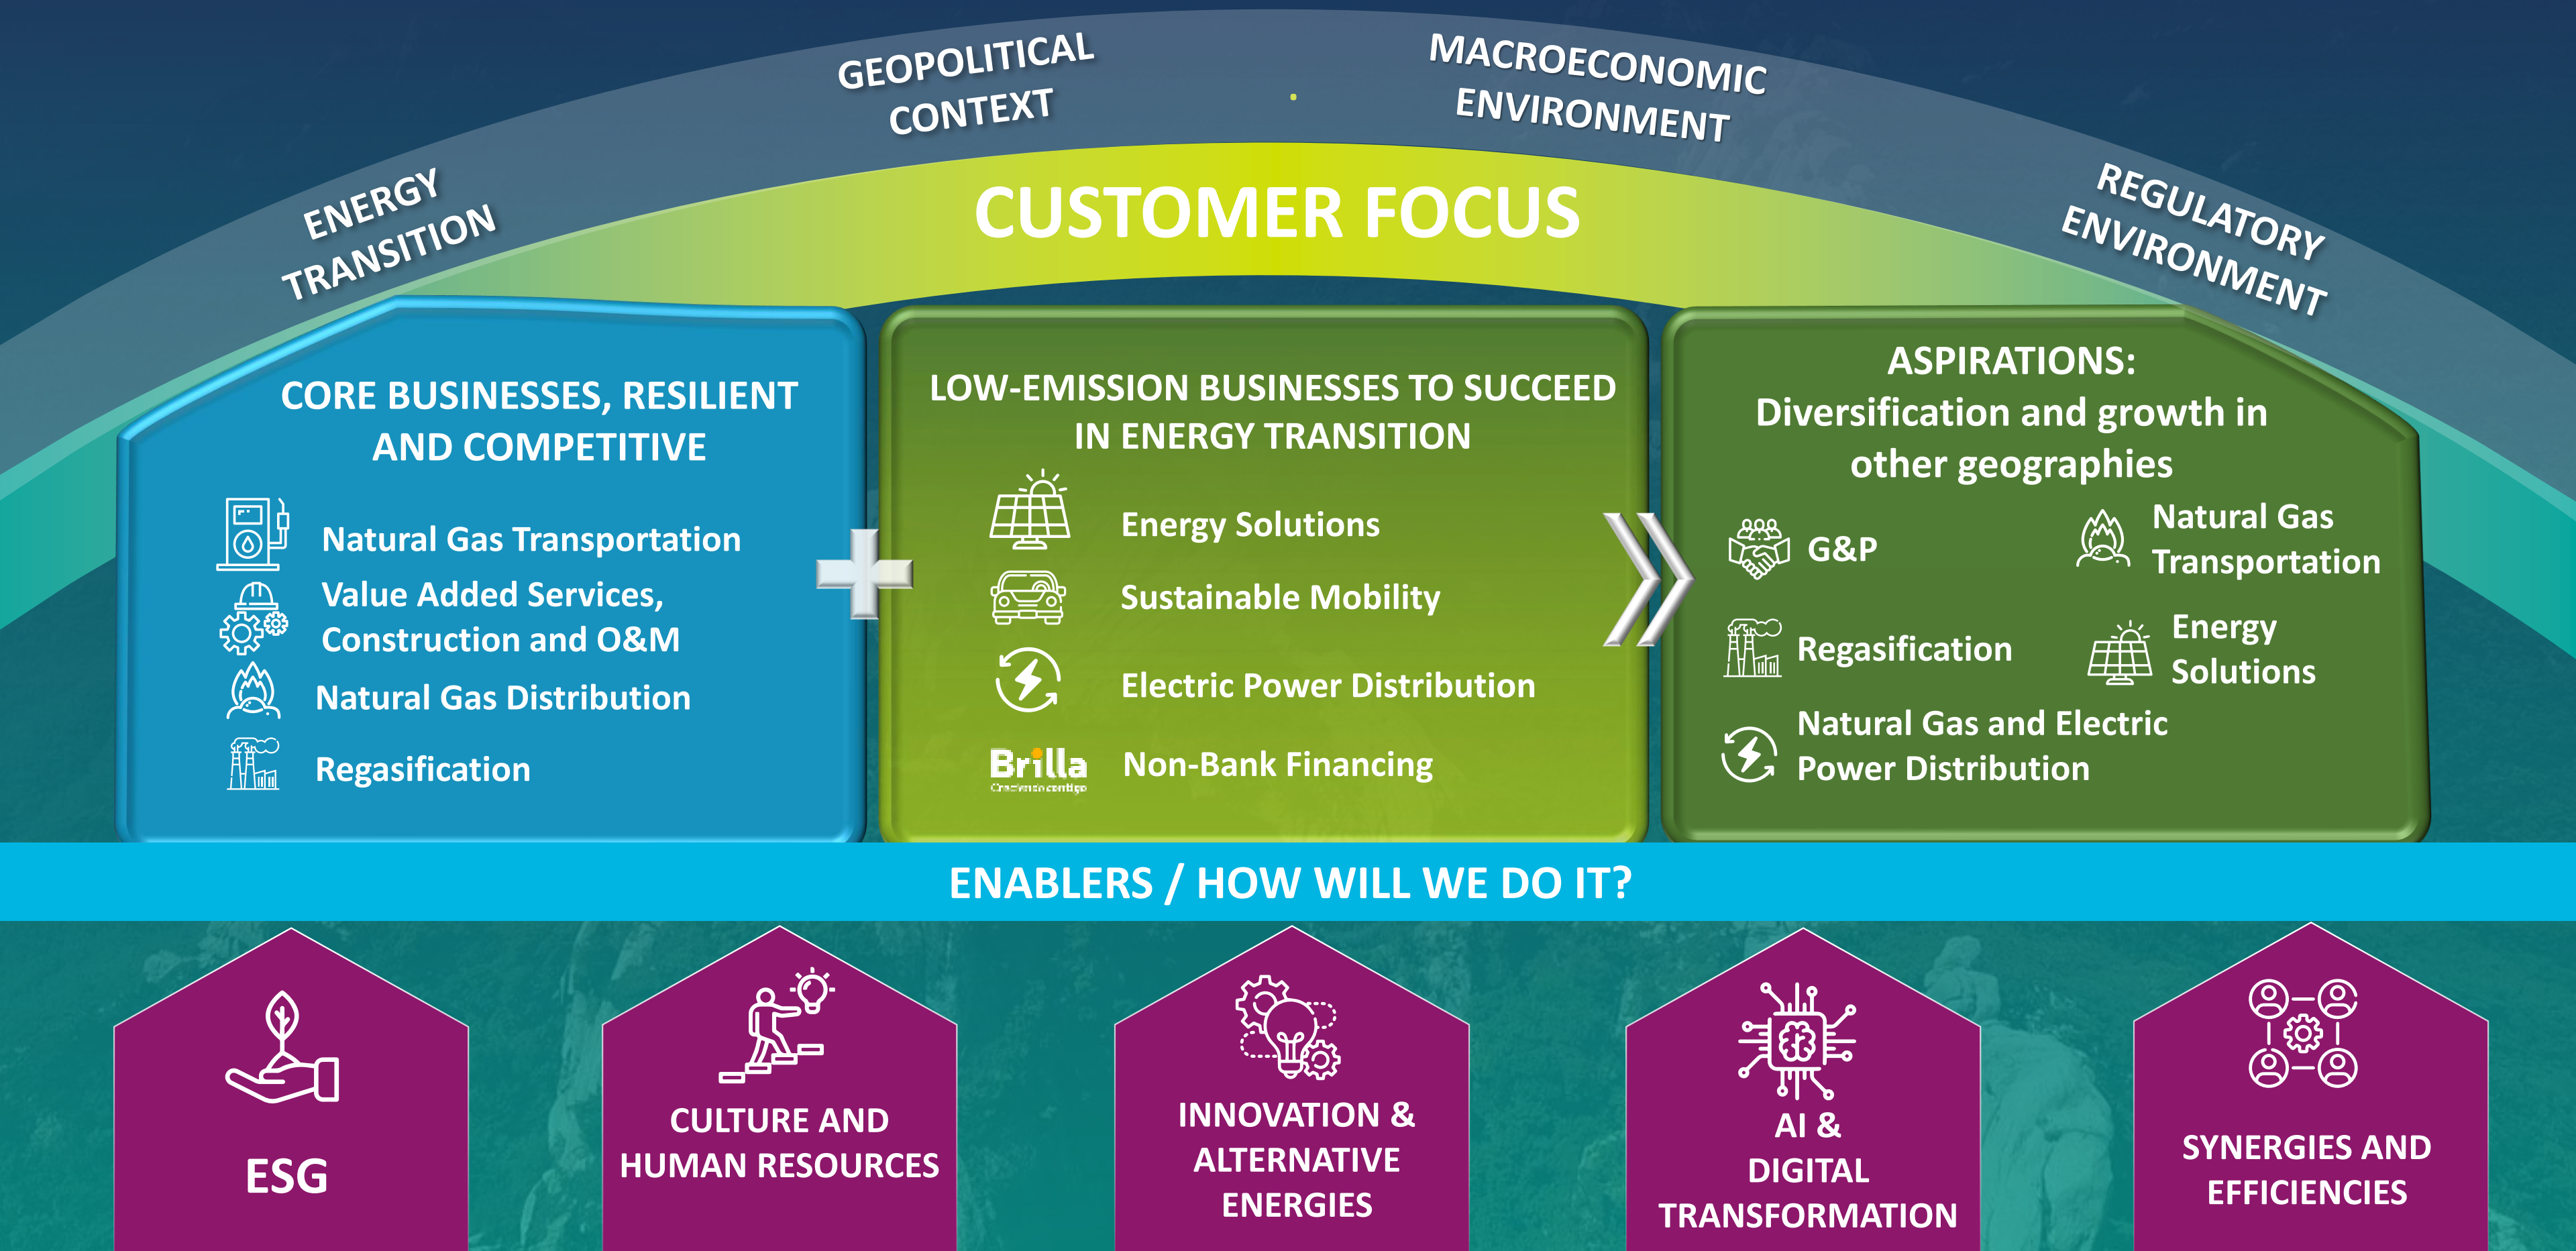 ENERGY
TRANSITION
GEOPOLITICAL
CONTEXT
MACROECONOMIC
ENVIRONMENT
REGULATORY
ENVIRONMENT
CUSTOMER FOCUS
CORE BUSINESSES, RESILIENT
AND COMPETITIVE
Natural Gas Transportation
Value Added Services,
Construction and O&M
Natural Gas Distribution
Regasification
LOW-EMISSION BUSINESSES TO SUCCEED
IN ENERGY TRANSITION
Energy Solutions
Sustainable Mobility
Electric Power Distribution
Brilla
Non-Bank Financing
ASPIRATIONS:
Diversification and growth in
other geographies
G&P
Natural Gas
Transportation
Regasification
Energy
Solutions
Natural Gas and Electric
Power Distribution
ENABLERS / HOW WILL WE DO IT?
ESG
CULTURE AND
HUMAN RESOURCES
INNOVATION &
ALTERNATIVE
ENERGIES
AI &
DIGITAL
TRANSFORMATION
SYNERGIES AND
EFFICIENCIES